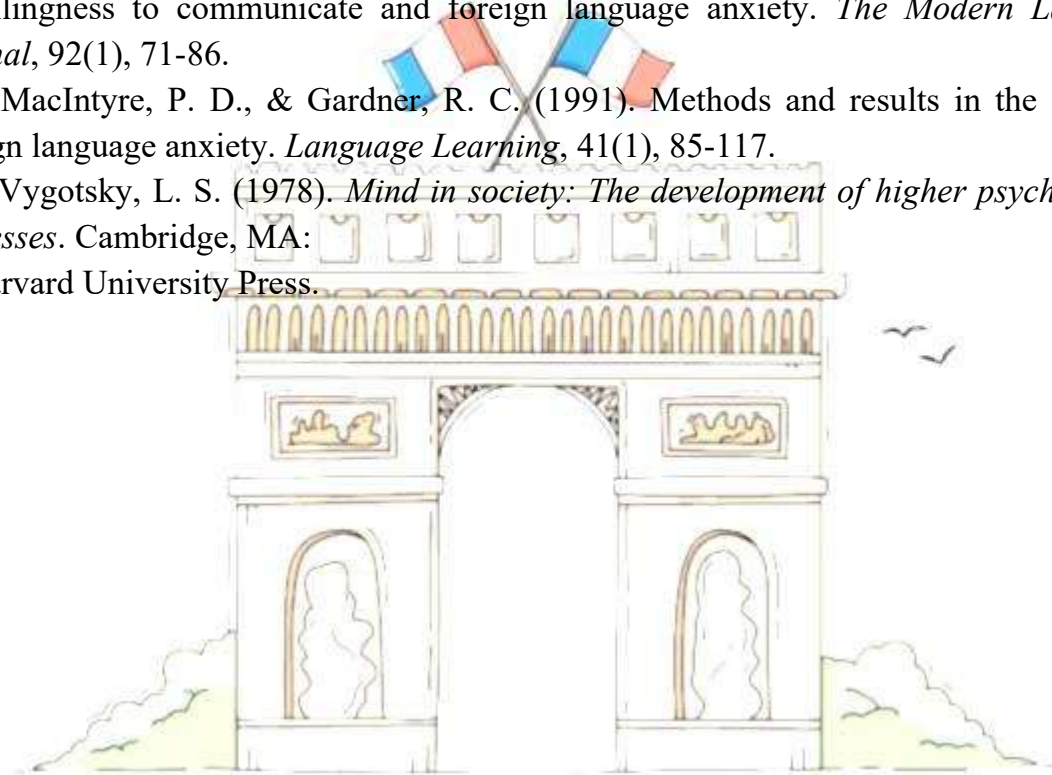 llingness to communicate and foreign language anxiety. The Modern La
nal, 92(1), 71-86.
MacIntyre, P. D., & Gardner, R. C. (1991). Methods and results in the
gn language anxiety. Language Learning, 41(1), 85-117.
Vygotsky, L. S. (1978). Mind in society: The development of higher psych
esses. Cambridge, MA:
rvard University Press.